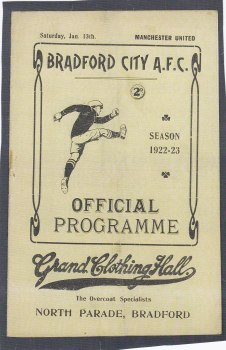 Saturday, Jan. 13th. MANCHESTER UNITED
BRADFORD CITY A.F.C.
2D
SEASON
1922-23
OFFICIAL
PROGRAMME
Grand Clothing Hall
The Overcoat Specialists
NORTH PARADE, BRADFORD